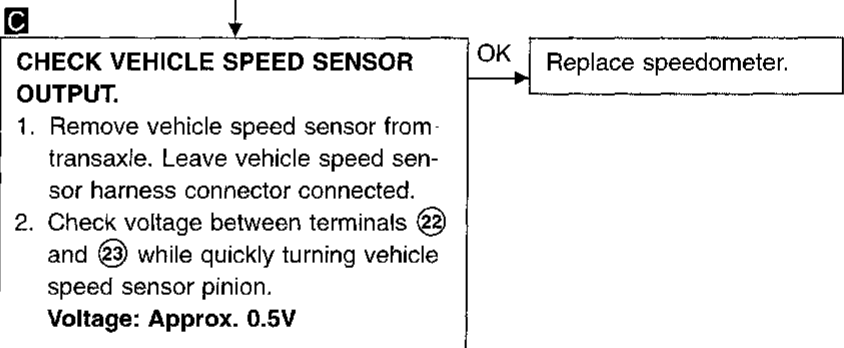 C
CHECK VEHICLE SPEED SENSOR
OUTPUT.
1. Remove vehicle speed sensor from
transaxle. Leave vehicle speed sen-
sor harness connector connected.
2. Check voltage between terminals ㉒
and ㉓ while quickly turning vehicle
speed sensor pinion.
Voltage: Approx. 0.5V
OK
Replace speedometer.